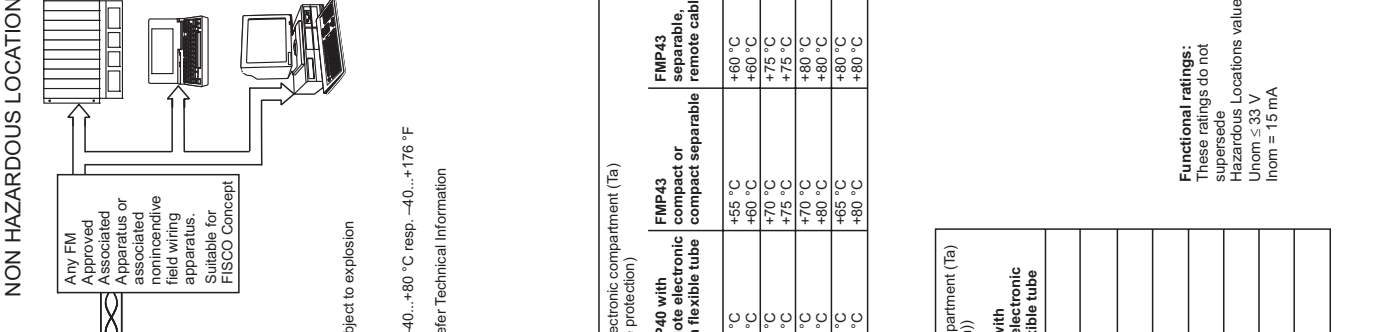 NON HAZARDOUS LOCATION
Any FM
Approved
Associated
Apparatus or
associated
nonincendive
field wiring
apparatus.
Suitable for
FISCO Concept
bject to explosion
–40...+80 °C resp. –40...+176 °F
efer Technical Information
ectronic compartment (Ta)
protection)
P40 with
ote electronic
flexible tube
FMP43
compact or
compact separable
FMP43
separable,
remote cabl
°C +55 °C +60 °C
°C +60 °C +60 °C
°C +70 °C +75 °C
°C +75 °C +75 °C
°C +70 °C +80 °C
°C +80 °C +80 °C
°C +65 °C +80 °C
°C +80 °C +80 °C
partment (Ta)
with
electronic
xible tube
Functional ratings:
These ratings do not
supersede
Hazardous Locations value
Unom ≤ 33 V
Inom = 15 mA